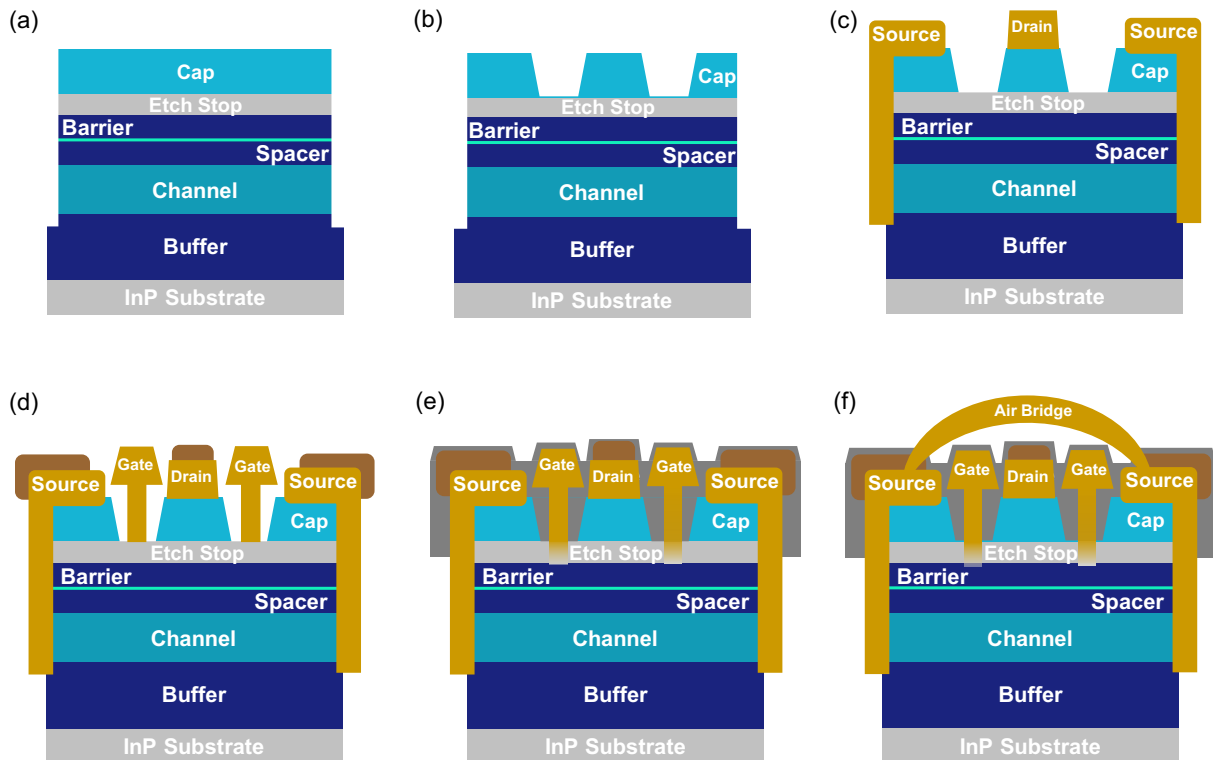 (a)
Cap
Etch Stop
Barrier
Spacer
Channel
Buffer
InP Substrate
(b)
Cap
Etch Stop
Barrier
Spacer
Channel
Buffer
InP Substrate
(c)
Source
Drain
Source
Cap
Etch Stop
Barrier
Spacer
Channel
Buffer
InP Substrate
(d)
Gate
Drain
Gate
Source
Source
Cap
Etch Stop
Barrier
Spacer
Channel
Buffer
InP Substrate
(e)
Gate
Drain
Gate
Source
Source
Cap
Etch Stop
Barrier
Spacer
Channel
Buffer
InP Substrate
(f)
Air Bridge
Gate
Drain
Gate
Source
Source
Cap
Etch Stop
Barrier
Spacer
Channel
Buffer
InP Substrate